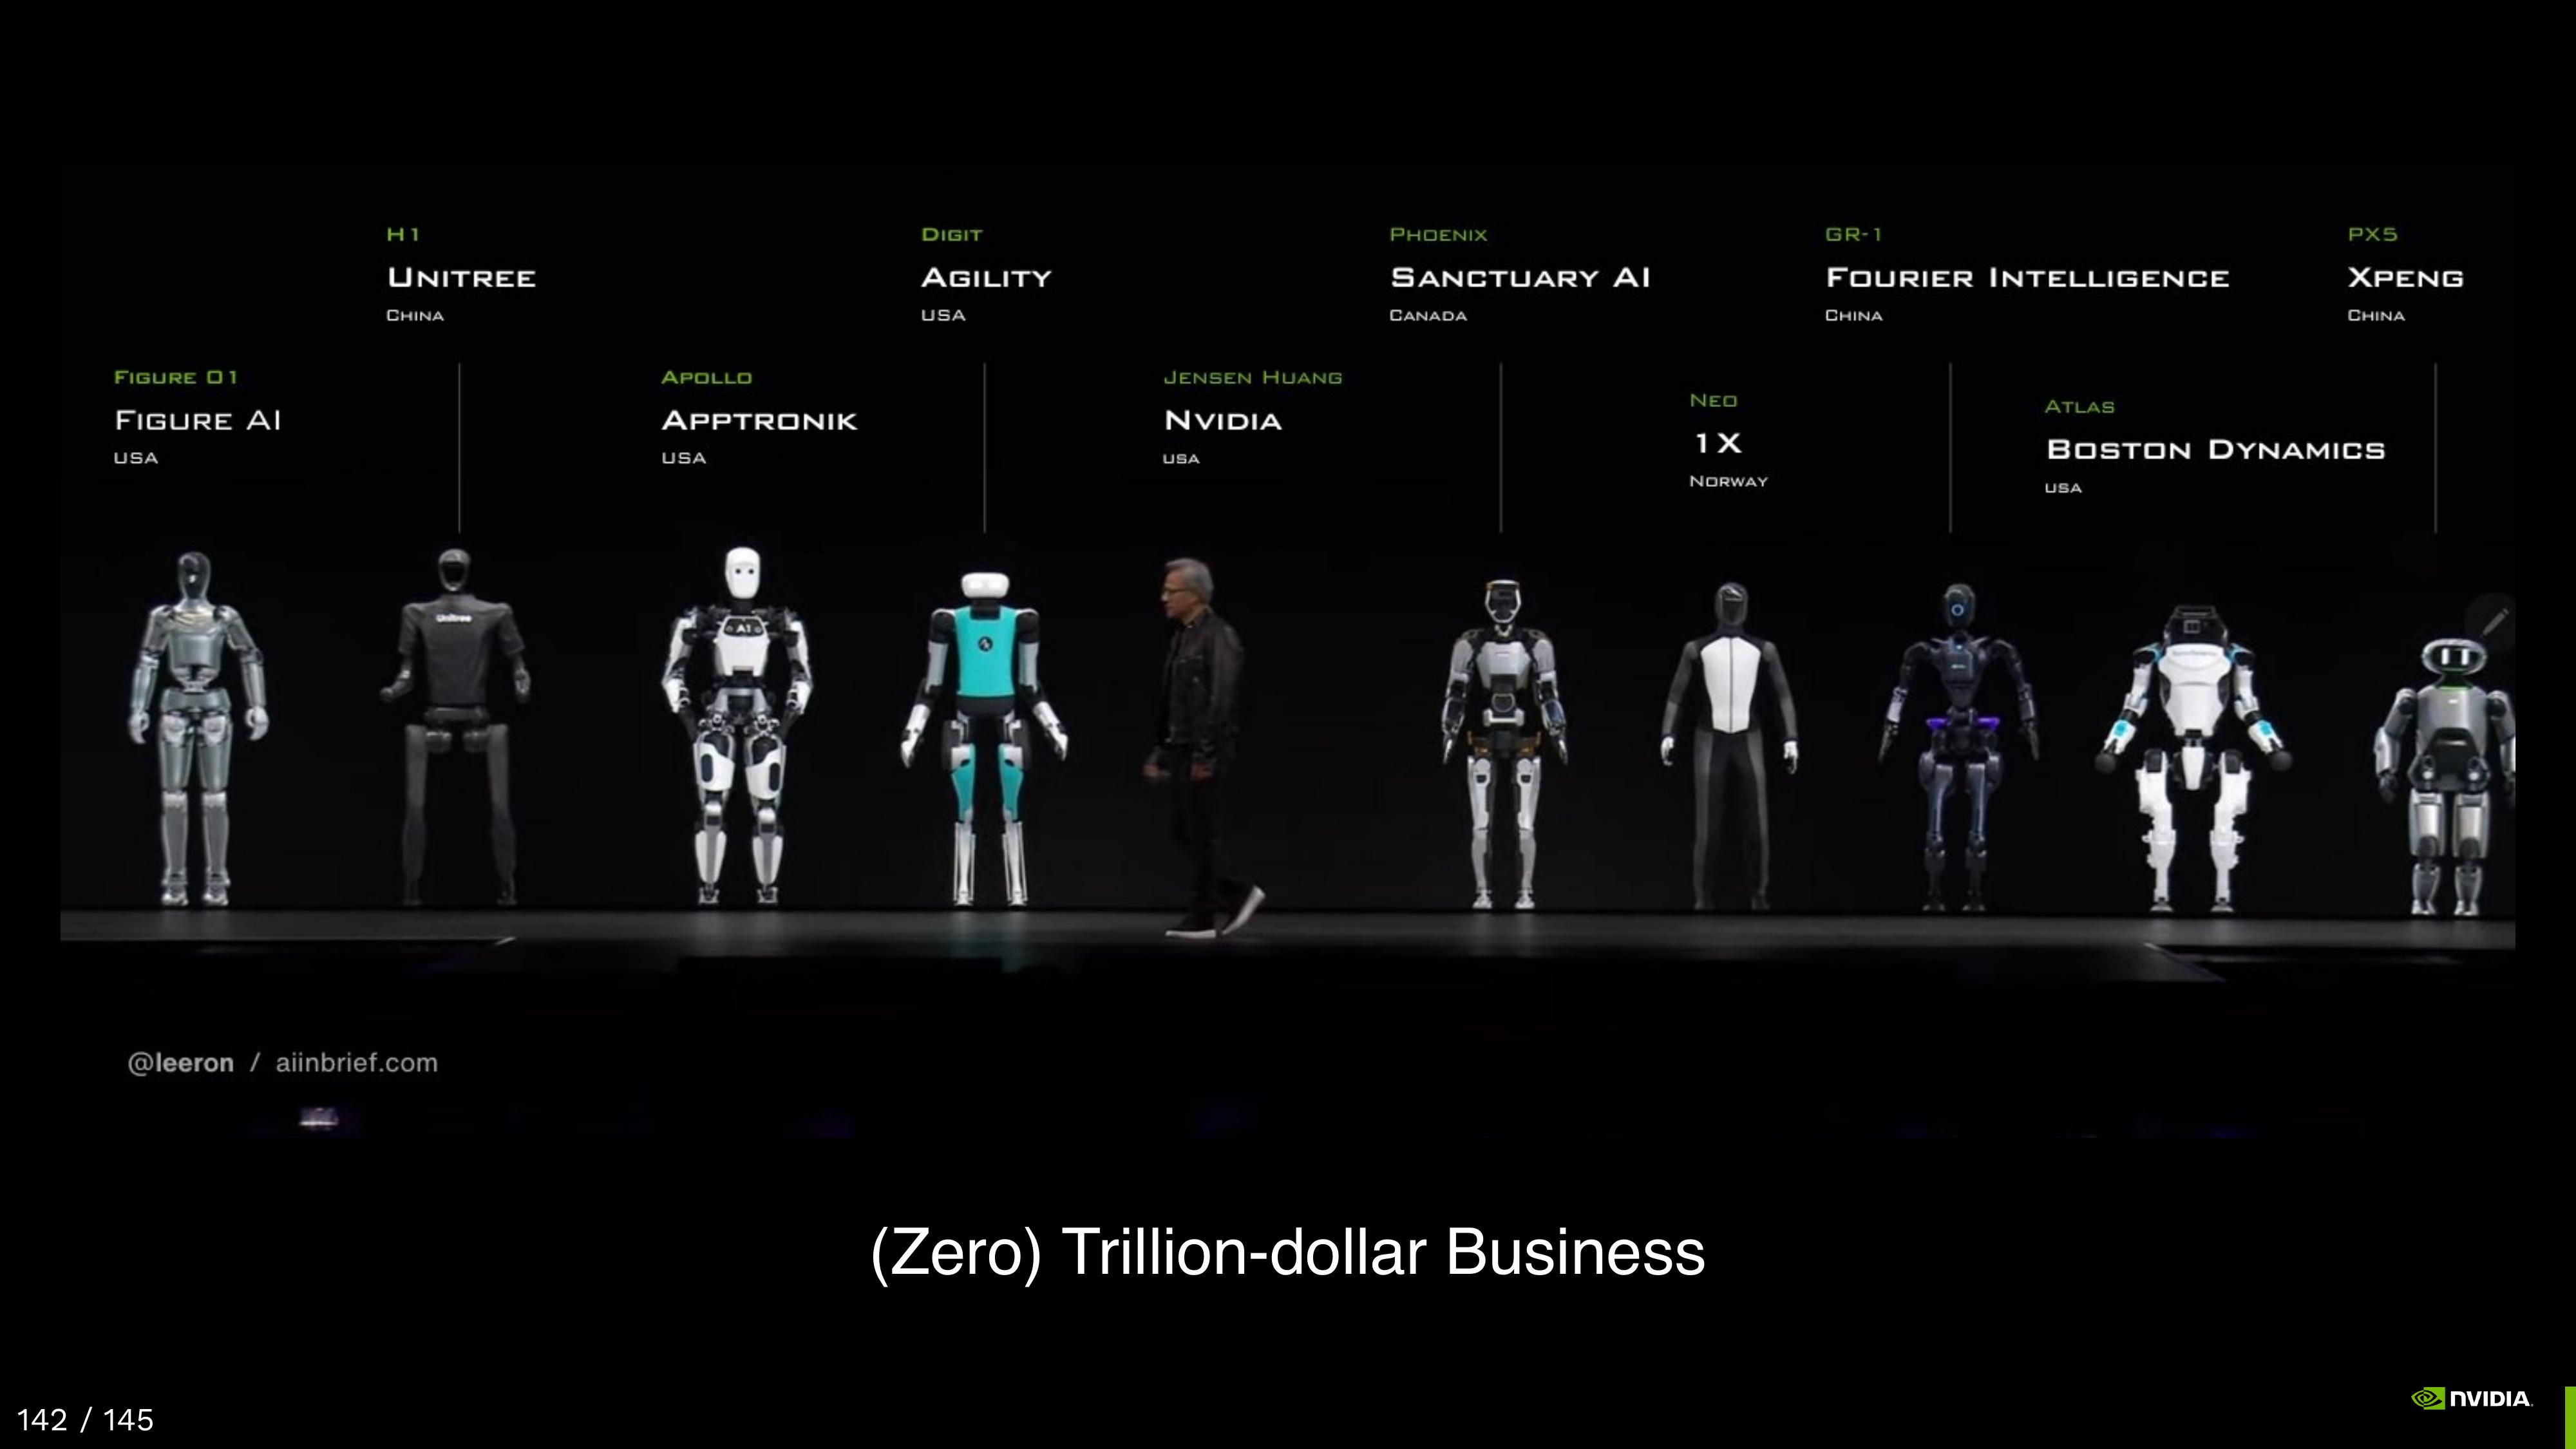 H1
UNITREE
CHINA
DIGIT
AGILITY
USA
PHOENIX
SANCTUARY AI
CANADA
GR-1
FOURIER INTELLIGENCE
CHINA
PX5
XPENG
CHINA
FIGURE 01
FIGURE AI
USA
APOLLO
APPTRONIK
USA
JENSEN HUANG
NVIDIA
USA
NEO
1X
NORWAY
ATLAS
BOSTON DYNAMICS
USA
Unitree
A1
@leeron / aiinbrief.com
(Zero) Trillion-dollar Business
142 / 145
NVIDIA